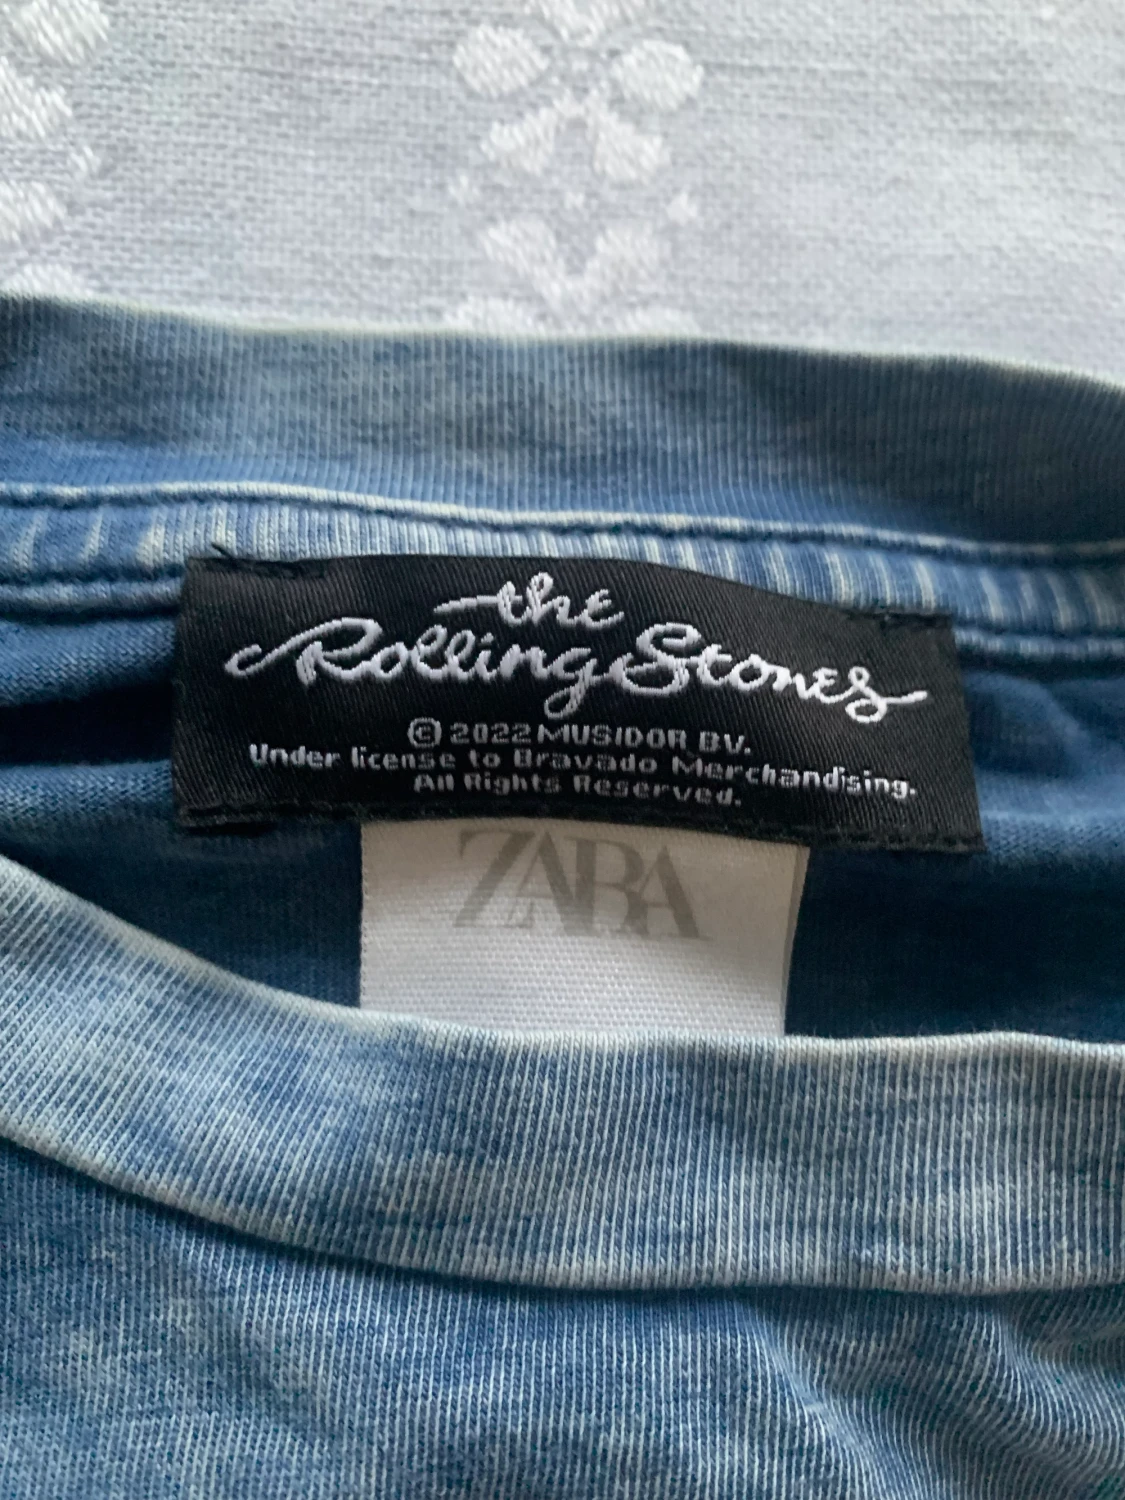 the
Rolling Stones
© 2022 MUSIDOR BV.
Under license to Bravado Merchandising.
All Rights Reserved.
ZARA